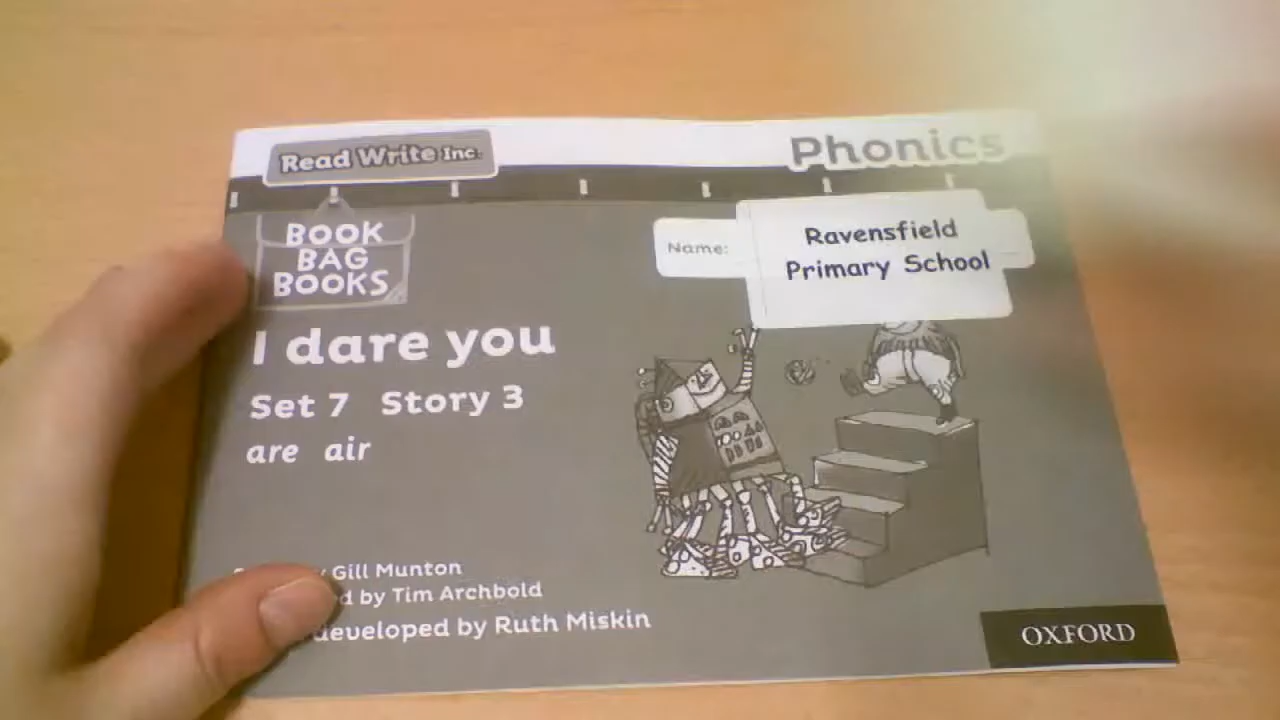 Read Write Inc.
Phonics
BOOK
BAG
BOOKS
Name:
Ravensfield
Primary School
I dare you
Set 7 Story 3
are air
Gill Munton
by Tim Archbold
developed by Ruth Miskin
OXFORD